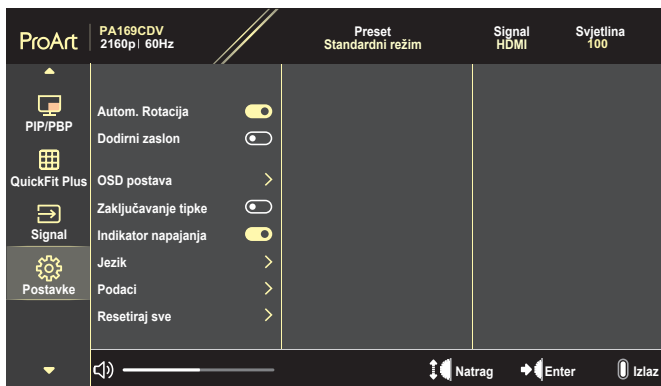 ProArt
PA169CDV
2160p | 60Hz
Preset
Standardni režim
Signal
HDMI
Svjetlina
100
PIP/PBP
QuickFit Plus
Signal
Postavke
Autom. Rotacija
Dodirni zaslon
OSD postava
Zaključavanje tipke
Indikator napajanja
Jezik
Podaci
Resetiraj sve
Natrag
Enter
Izlaz